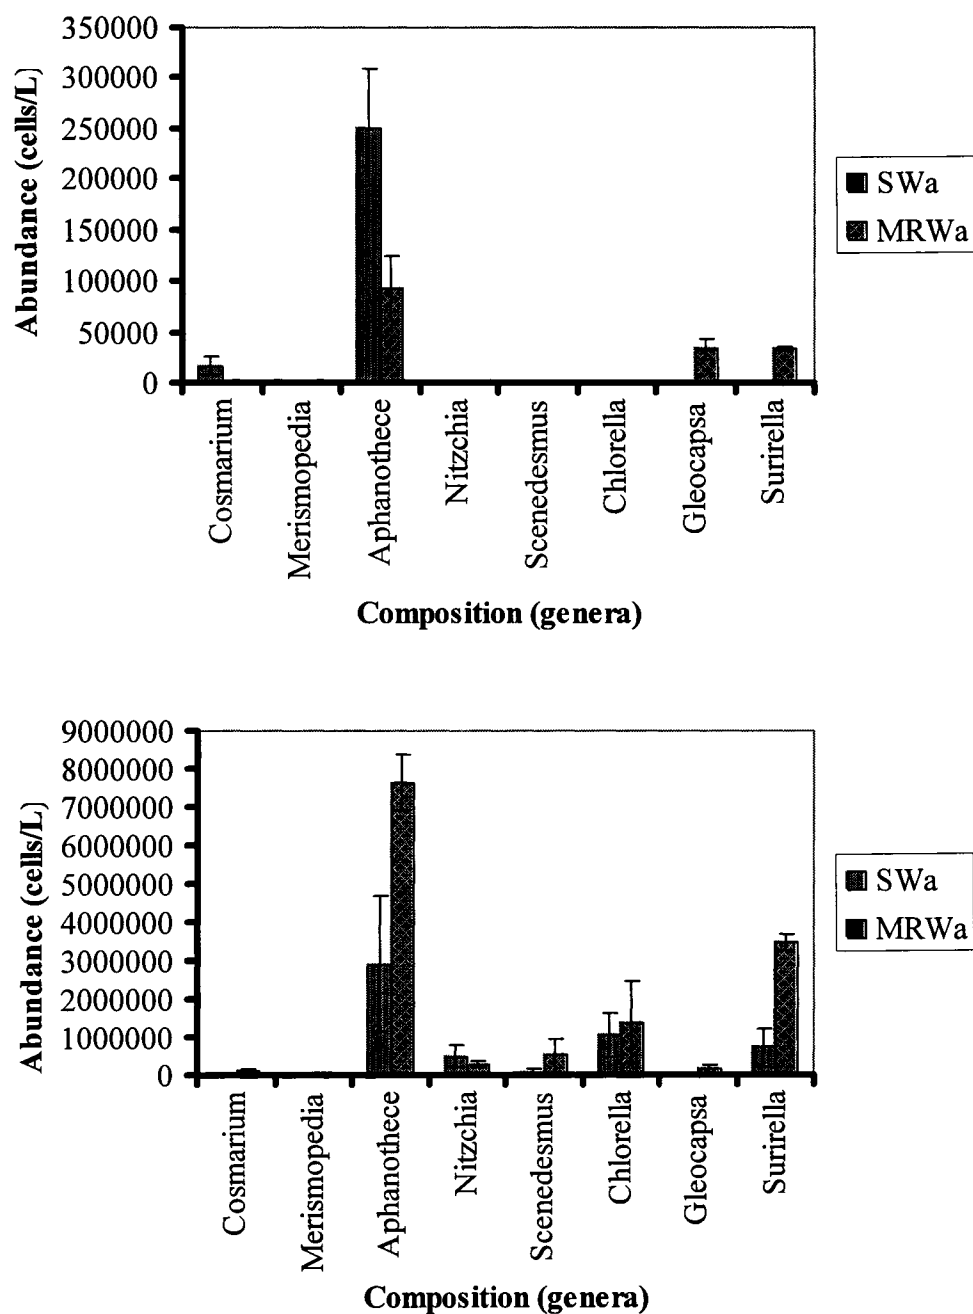 350000
300000
250000
200000
150000
100000
50000
0
Abundance (cells/L)
Cosmarium
Merismopedia
Aphanothece
Nitzchia
Scenedesmus
Chlorella
Gleocapsa
Surirella
Composition (genera)
SWa
MRWa
9000000
8000000
7000000
6000000
5000000
4000000
3000000
2000000
1000000
0
Abundance (cells/L)
Cosmarium
Merismopedia
Aphanothece
Nitzchia
Scenedesmus
Chlorella
Gleocapsa
Surirella
Composition (genera)
SWa
MRWa